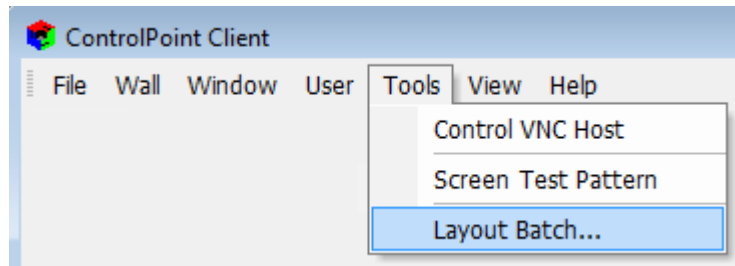 ControlPoint Client
File Wall Window User Tools View Help
Control VNC Host
Screen Test Pattern
Layout Batch...